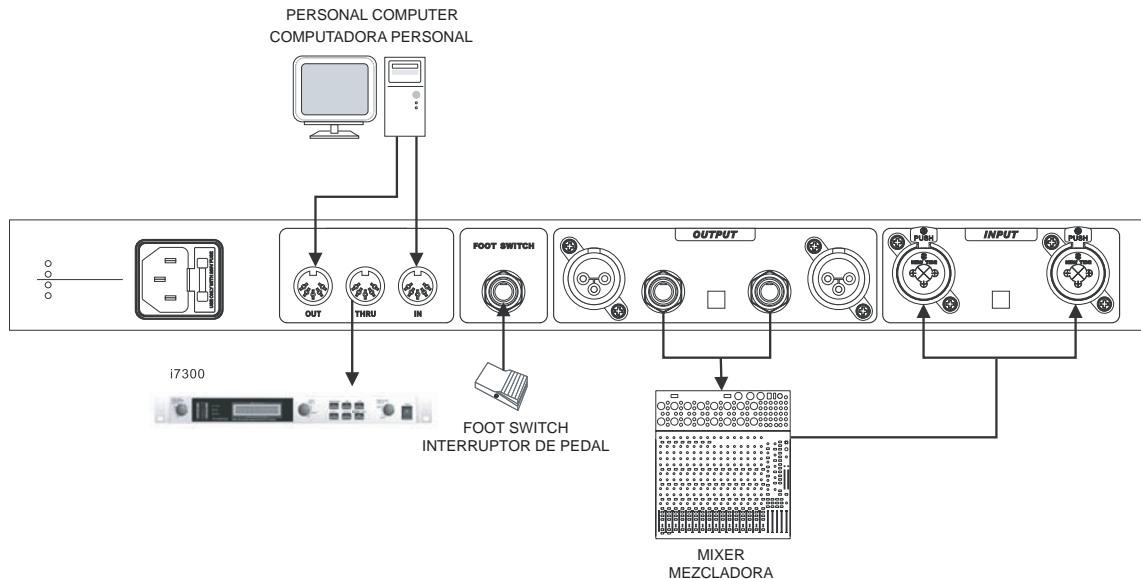 PERSONAL COMPUTER
COMPUTADORA PERSONAL
FOOT SWITCH
OUTPUT
INPUT
PUSH
PUSH
OUT
THRU
IN
i7300
FOOT SWITCH
INTERRUPTOR DE PEDAL
MIXER
MEZCLADORA